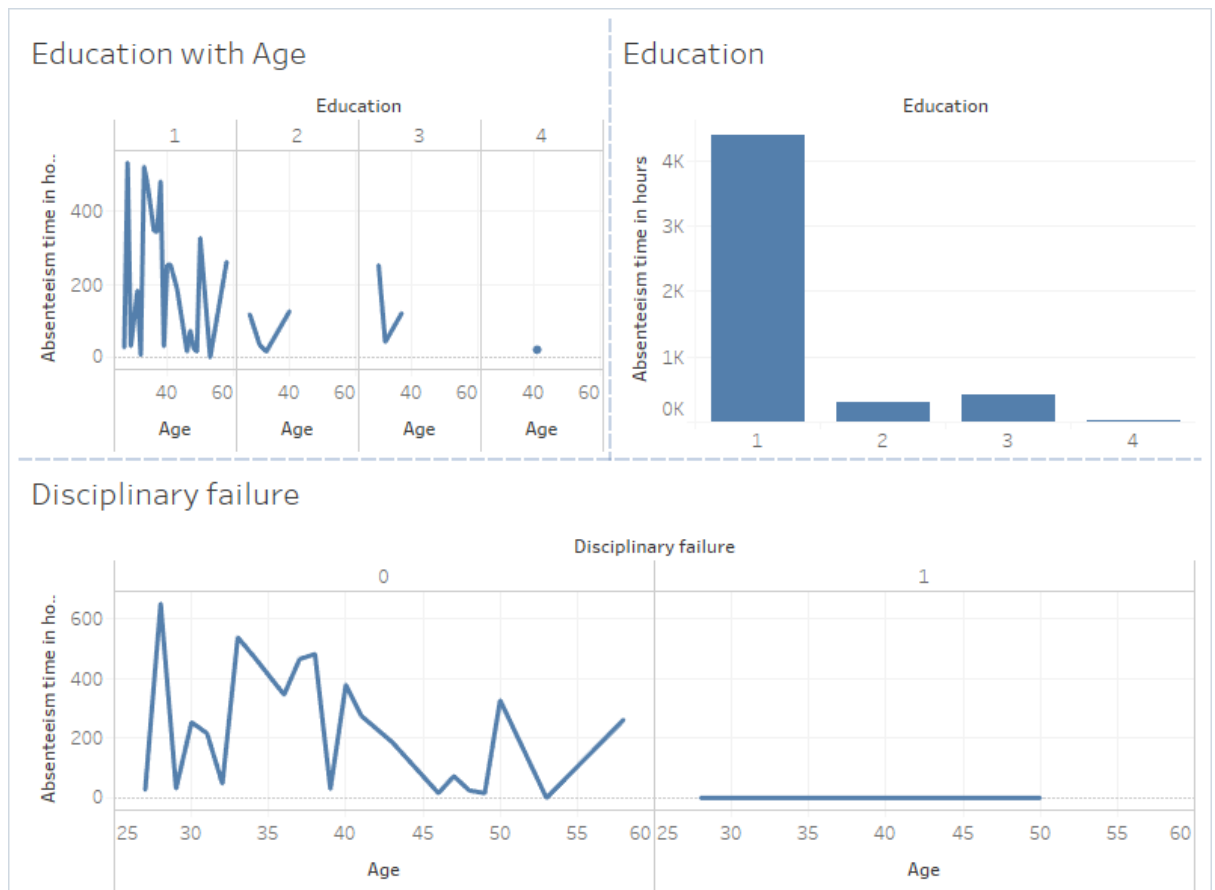 Education with Age
Education
1 2 3 4
Absenteeism time in ho..
400
200
0
40 60 40 60 40 60 40 60
Age Age Age Age
Education
Education
Absenteeism time in hours
4K
3K
2K
1K
0K
1 2 3 4
Disciplinary failure
Disciplinary failure
0 1
Absenteeism time in ho..
600
400
200
0
25 30 35 40 45 50 55 60 25 30 35 40 45 50 55 60
Age Age